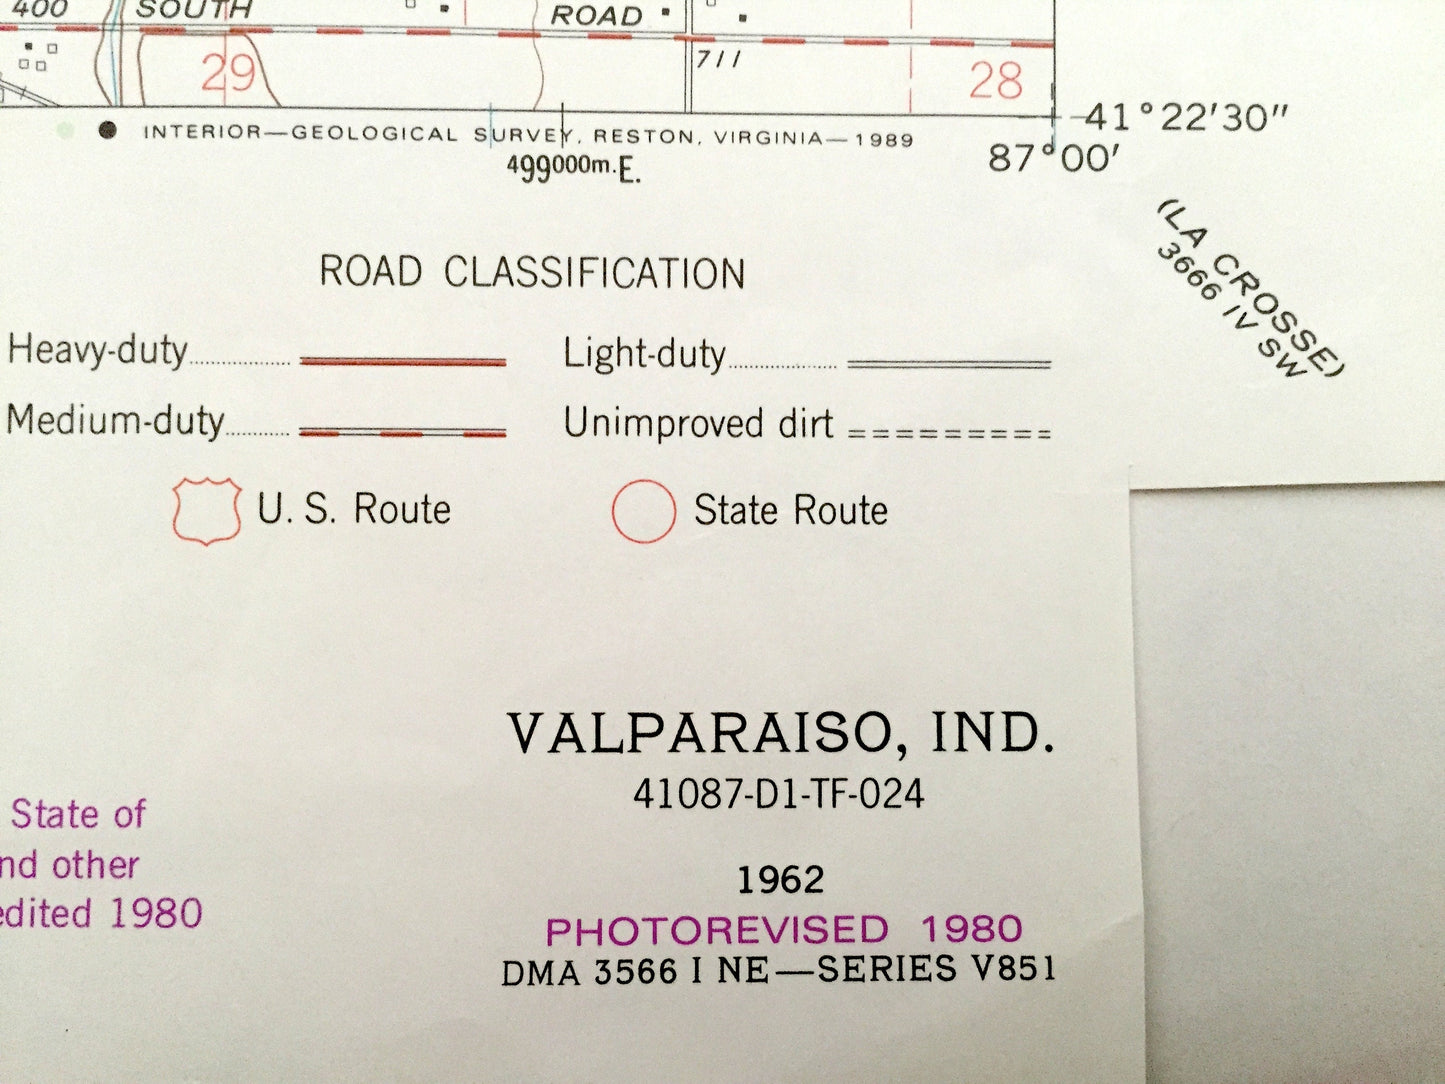 400 SOUTH ROAD
29
711
28
INTERIOR—GEOLOGICAL SURVEY, RESTON, VIRGINIA—1989
41°22'30"
499000m.E.
87°00'
(LA CROSSE)
3666 IV SW
ROAD CLASSIFICATION
Heavy-duty
Light-duty
Medium-duty
Unimproved dirt
U. S. Route
State Route
VALPARAISO, IND.
41087-D1-TF-024
State of
nd other
edited 1980
1962
PHOTOREVISED 1980
DMA 3566 I NE—SERIES V851